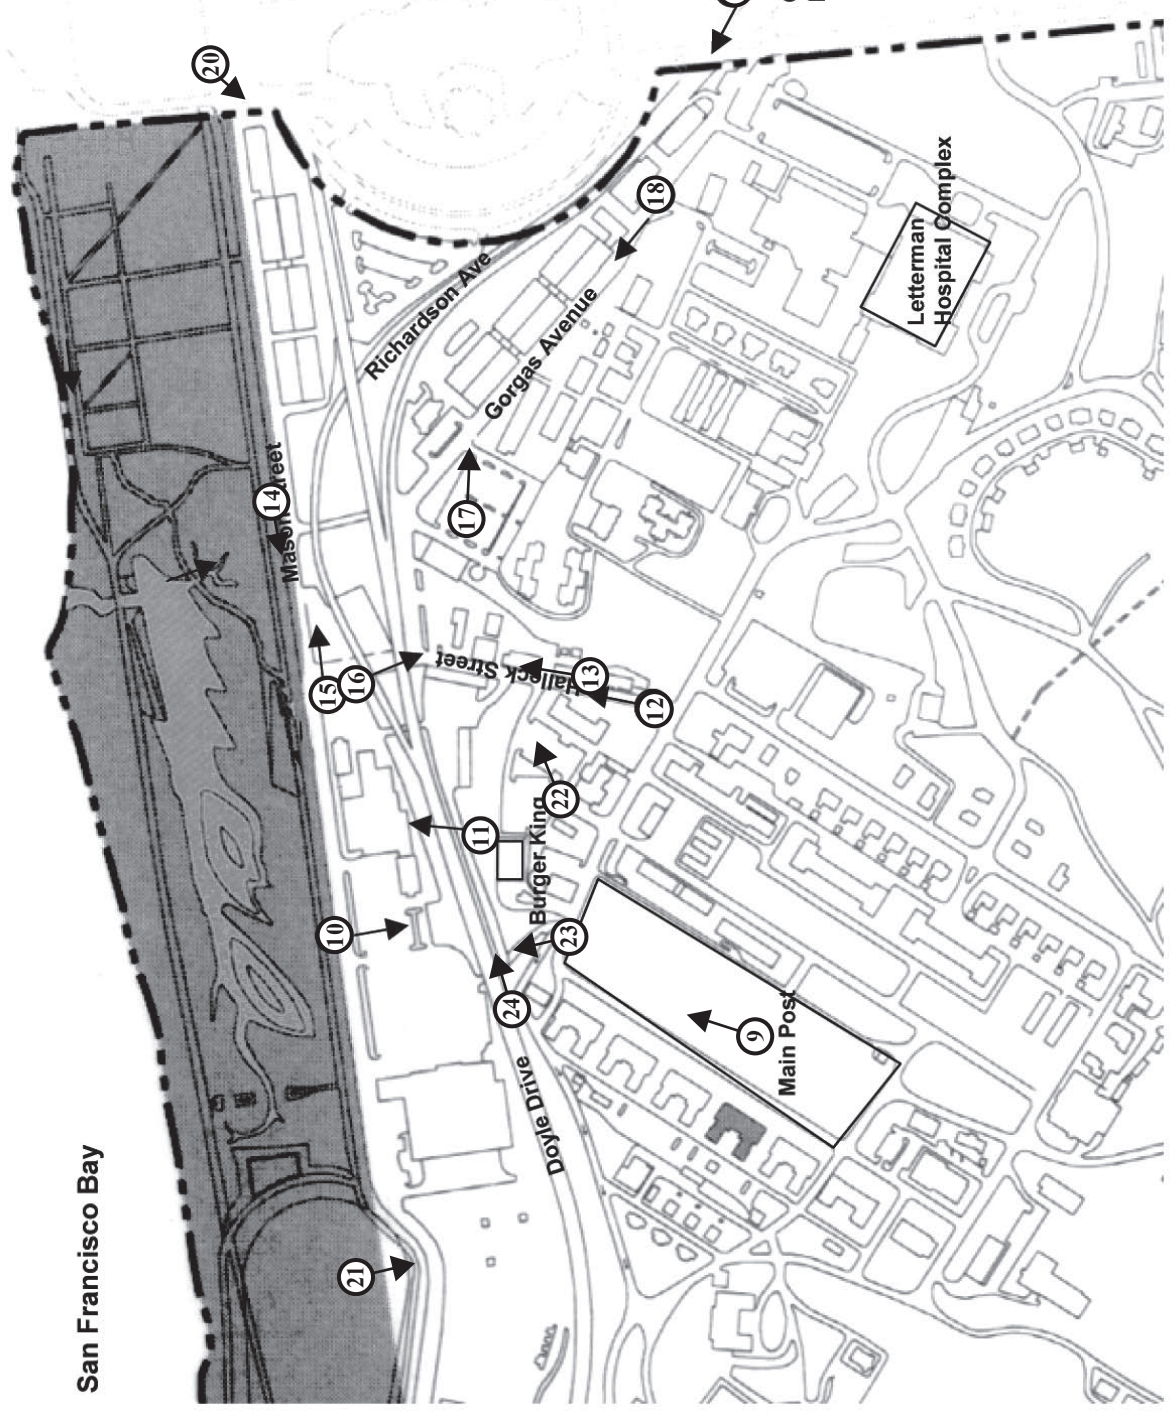 San Francisco Bay
20
18
Richardson Ave
Gorgas Avenue
Letterman
Hospital Complex
14
Mason Street
17
15
16
Halleck Street
13
12
22
11
Burger King
10
23
24
9
Main Post
Doyle Drive
21